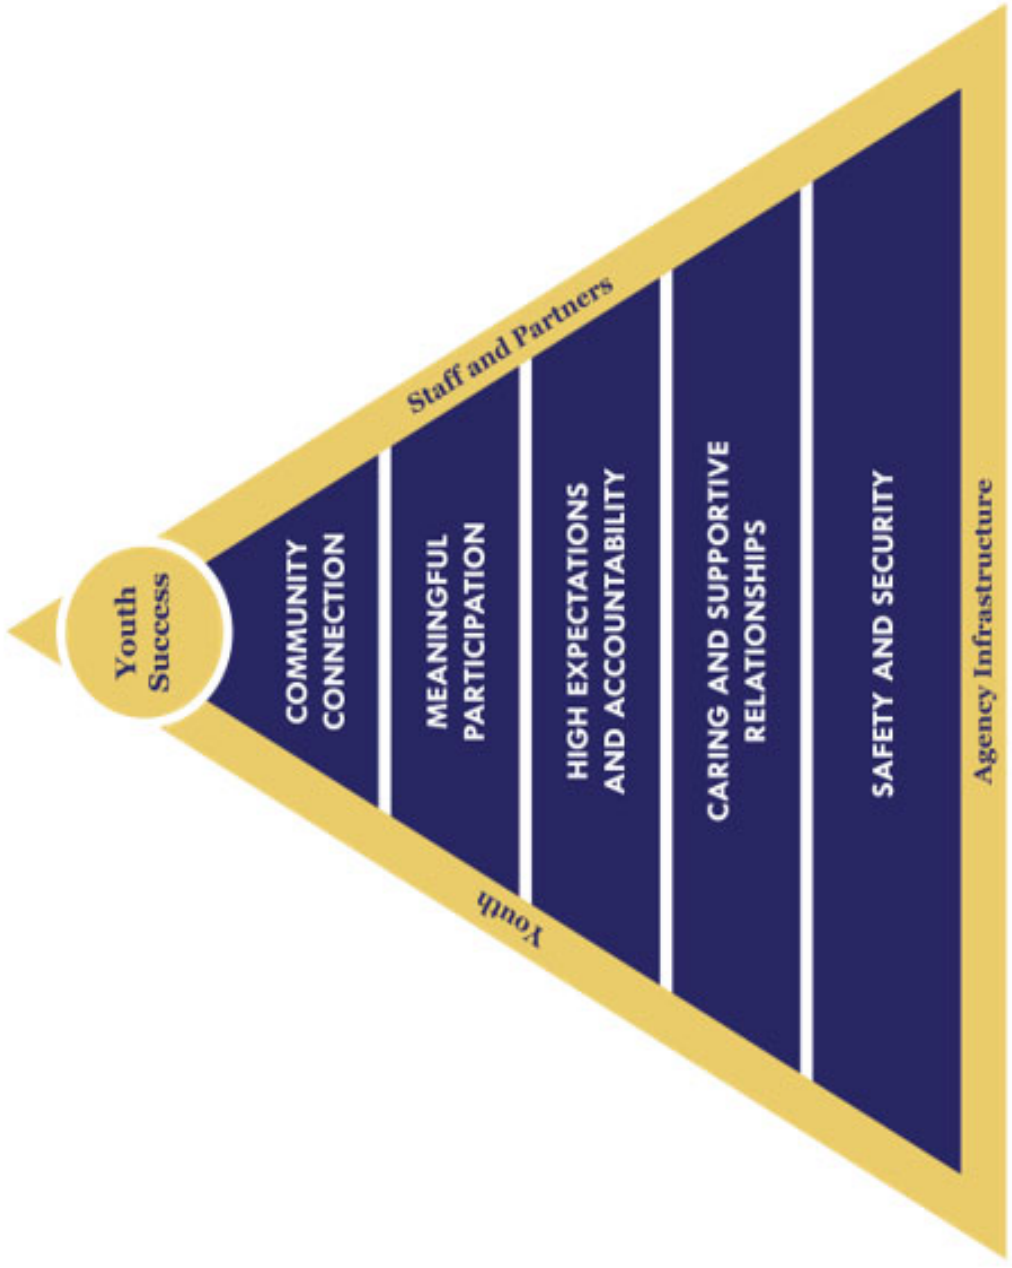 Youth
Success
Youth
Staff and Partners
COMMUNITY
CONNECTION
MEANINGFUL
PARTICIPATION
HIGH EXPECTATIONS
AND ACCOUNTABILITY
CARING AND SUPPORTIVE
RELATIONSHIPS
SAFETY AND SECURITY
Agency Infrastructure